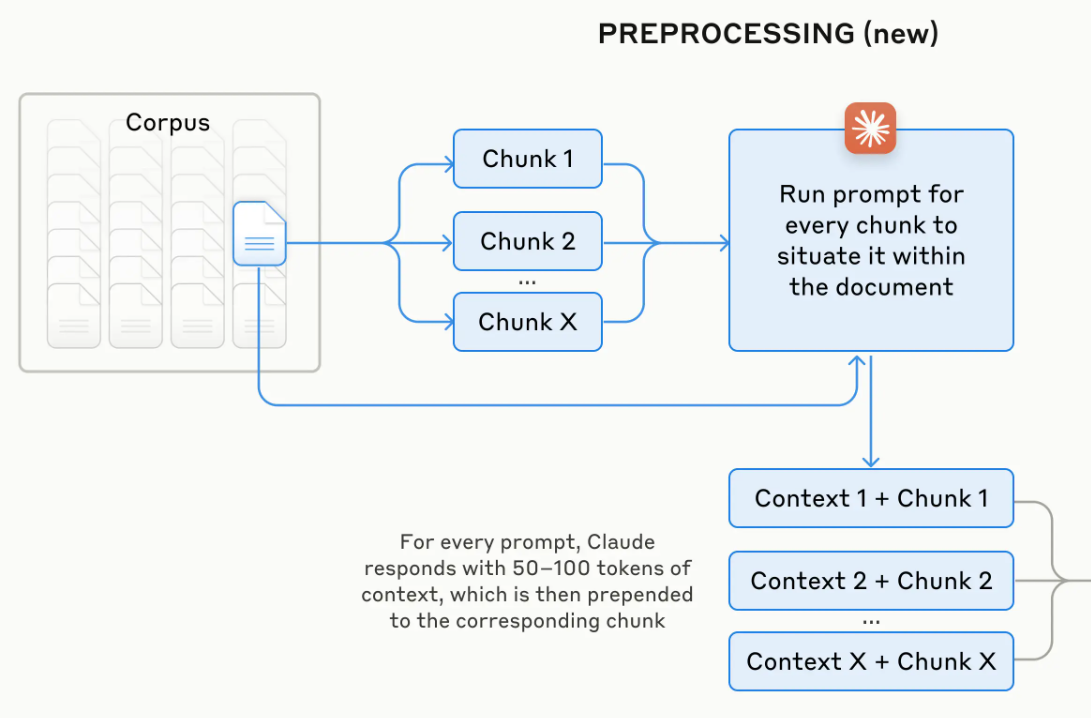 PREPROCESSING (new)
Corpus
Chunk 1
Chunk 2
...
Chunk X
Run prompt for
every chunk to
situate it within
the document
For every prompt, Claude
responds with 50–100 tokens of
context, which is then prepended
to the corresponding chunk
Context 1 + Chunk 1
Context 2 + Chunk 2
...
Context X + Chunk X